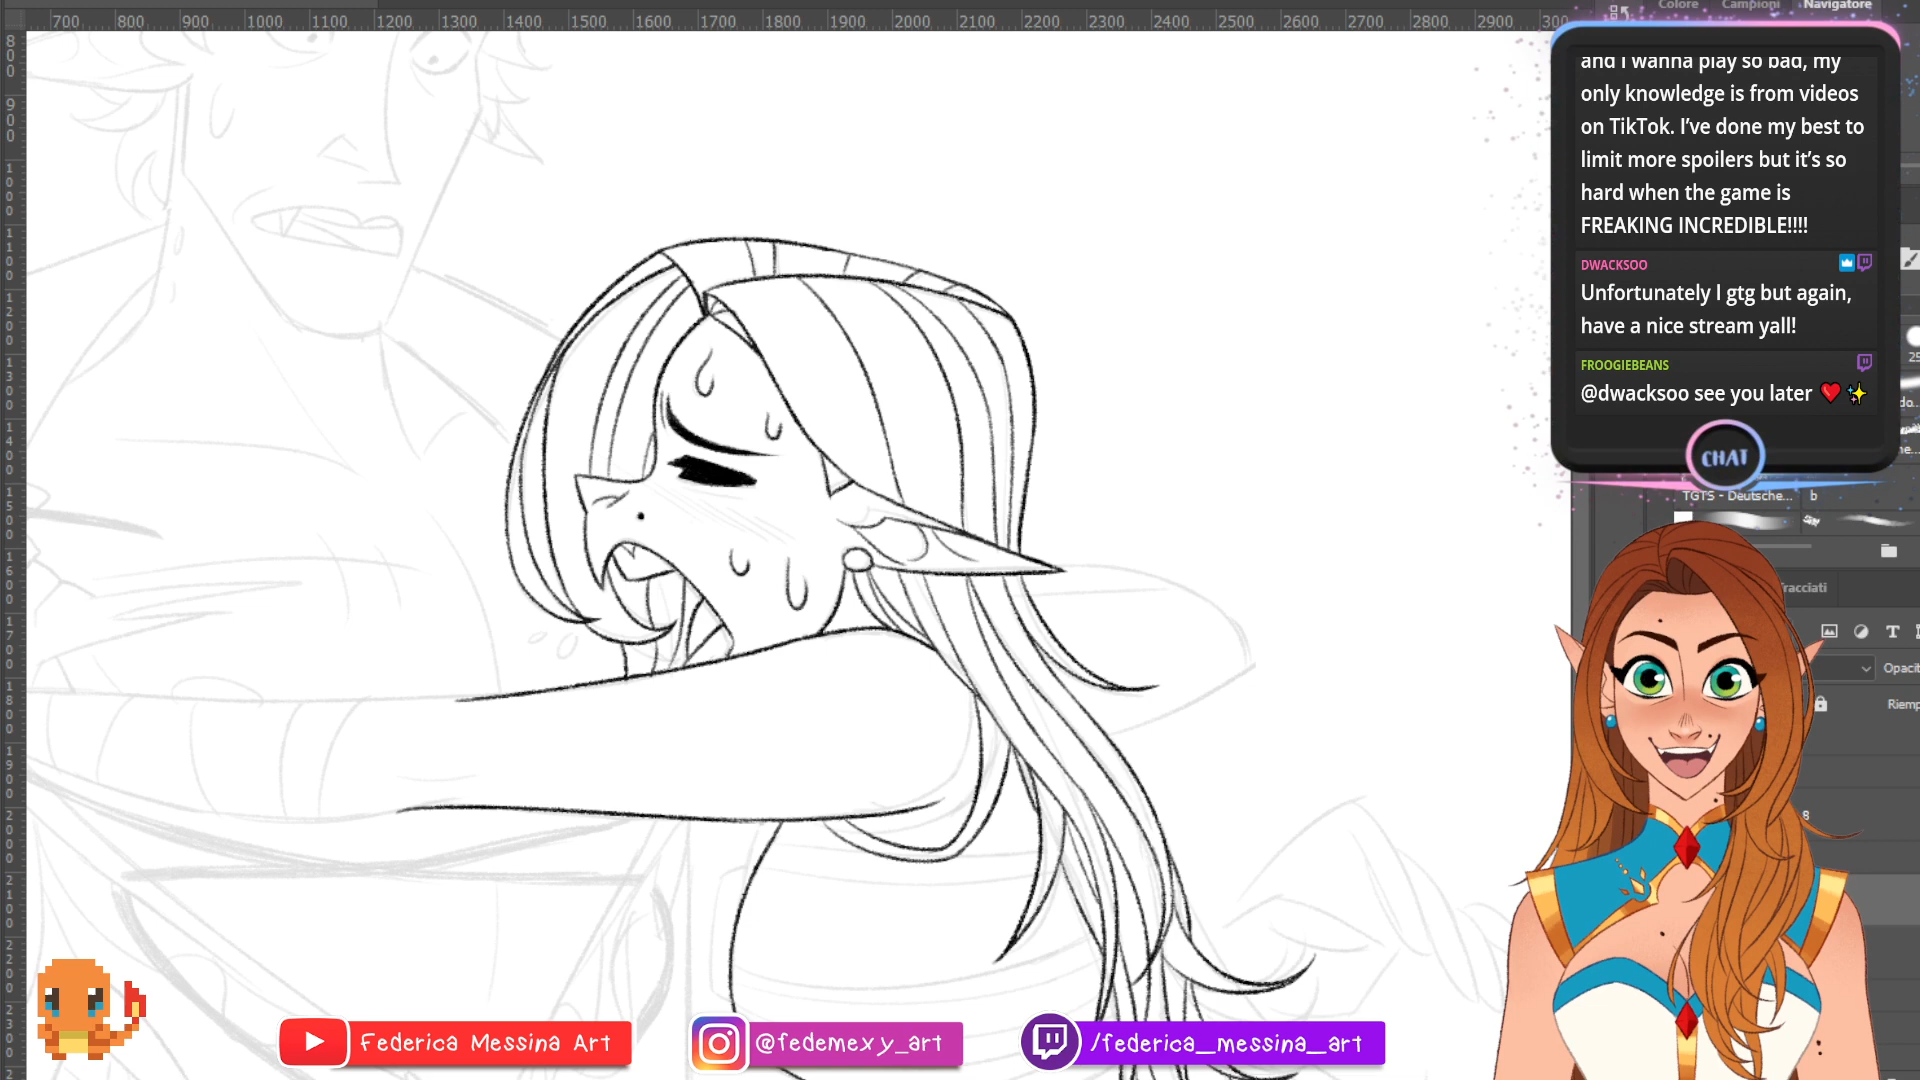 Colore Campioni Navigatore
700 800 900 1000 1100 1200 1300 1400 1500 1600 1700 1800 1900 2000 2100 2200 2300 2400 2500 2600 2700 2800 2900 300
and I wanna play so bad, my
only knowledge is from videos
on TikTok. I've done my best to
limit more spoilers but it's so
hard when the game is
FREAKING INCREDIBLE!!!!
DWACKSOO
Unfortunately I gtg but again,
have a nice stream yall!
FROOGIEBEANS
@dwacksoo see you later ❤️ ✨
CHAT
TGTS - Deutsche... b
racciati
Opacit
Riemp
8
Federica Messina Art
@fedemexy_art
/federica_messina_art